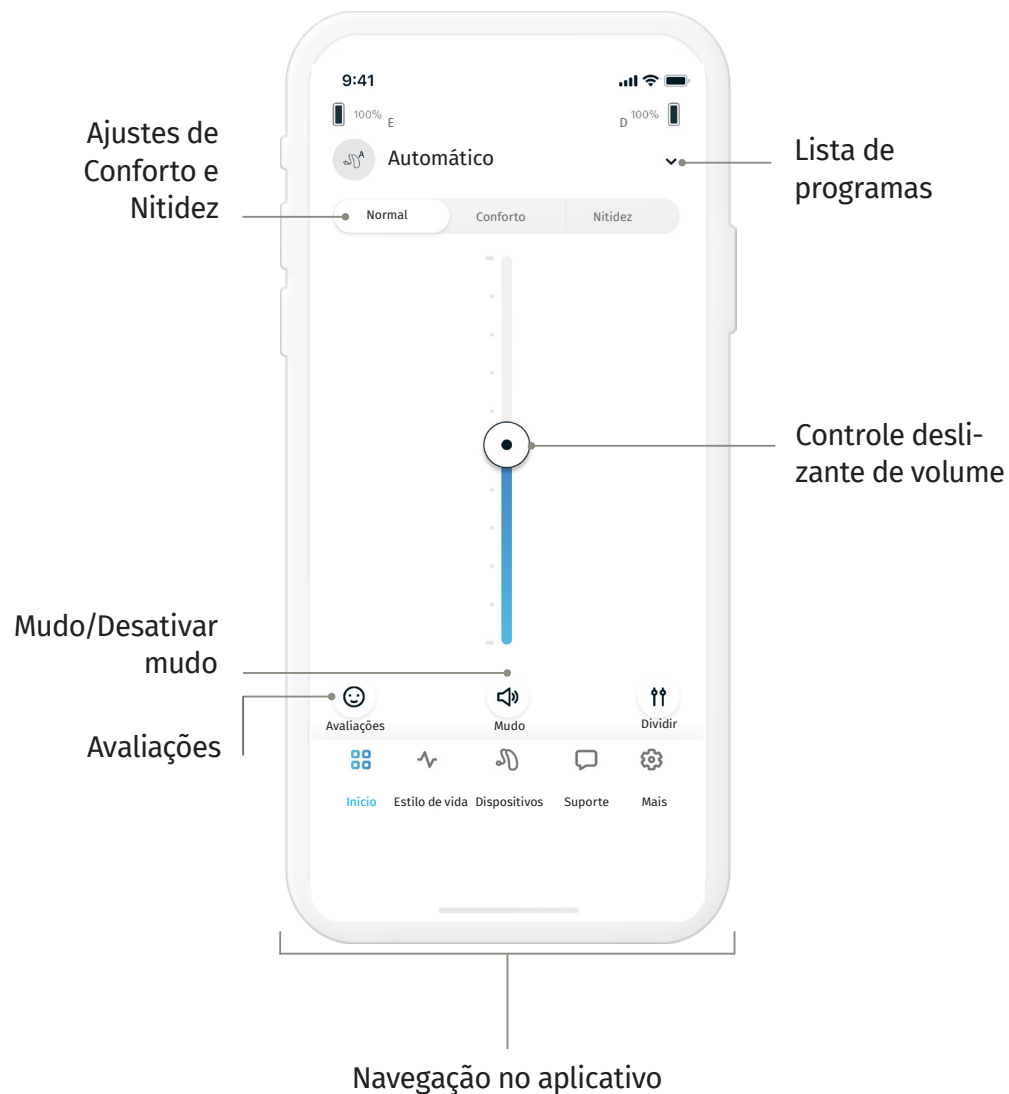 9:41
100% E
D 100%
Ajustes de
Conforto e
Nitidez
Automático
Lista de
programas
Normal
Conforto
Nitidez
Controle desli-
zante de volume
Mudo/Desativar
mudo
Avaliações
Avaliações
Mudo
Dividir
Início
Estilo de vida
Dispositivos
Suporte
Mais
Navegação no aplicativo